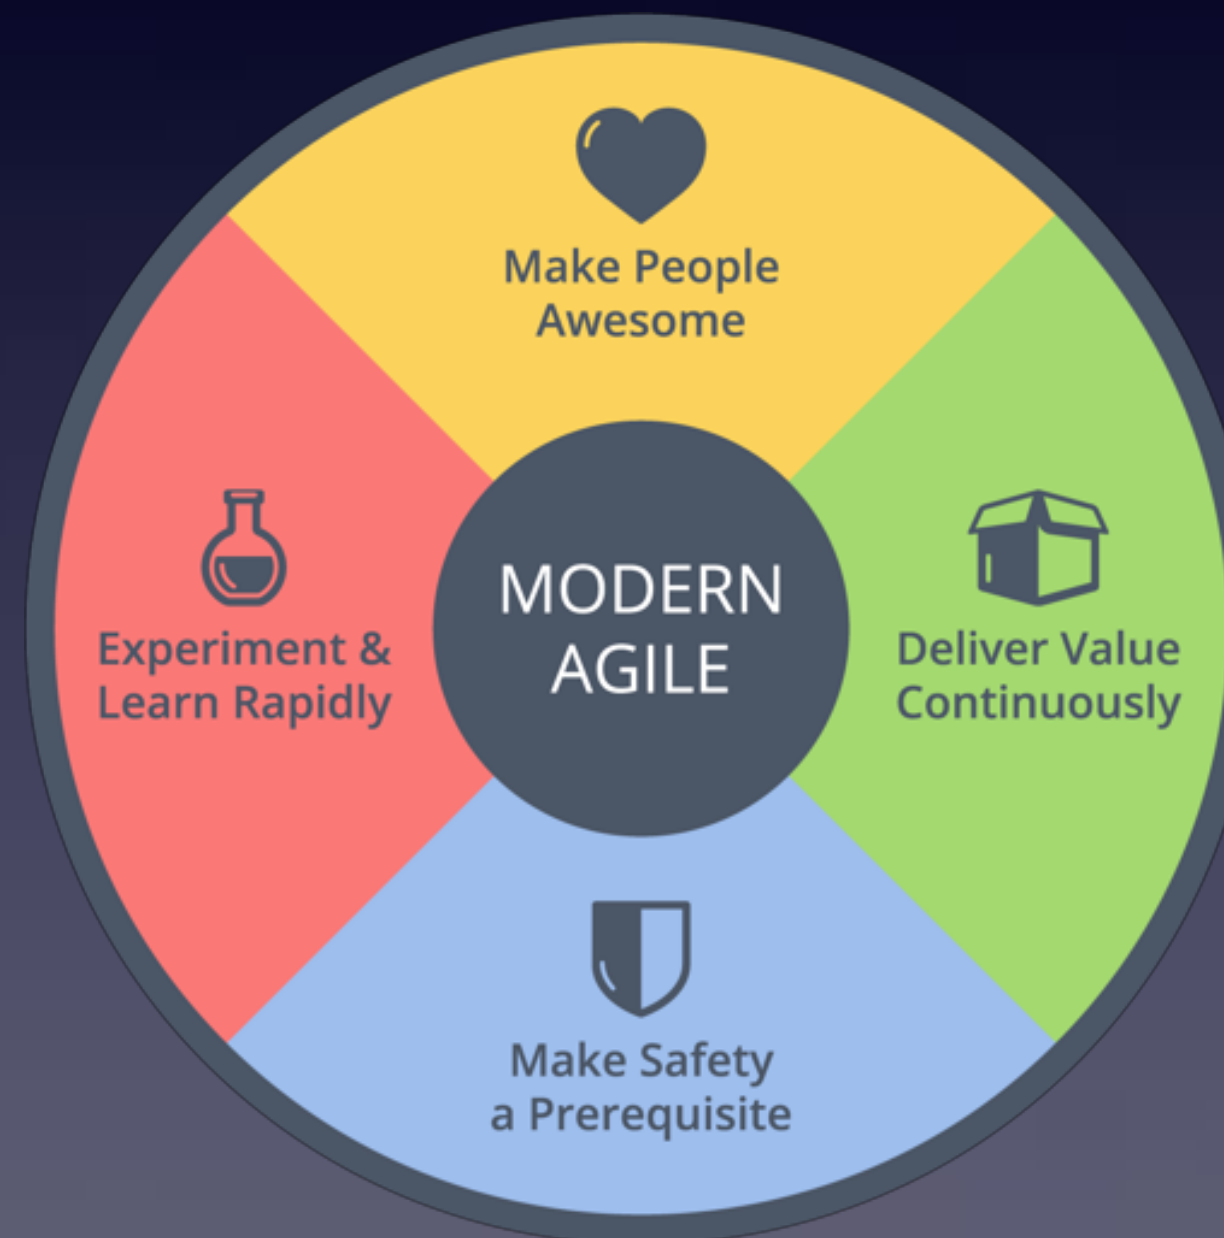 Make People
Awesome
Experiment &
Learn Rapidly
MODERN
AGILE
Deliver Value
Continuously
Make Safety
a Prerequisite